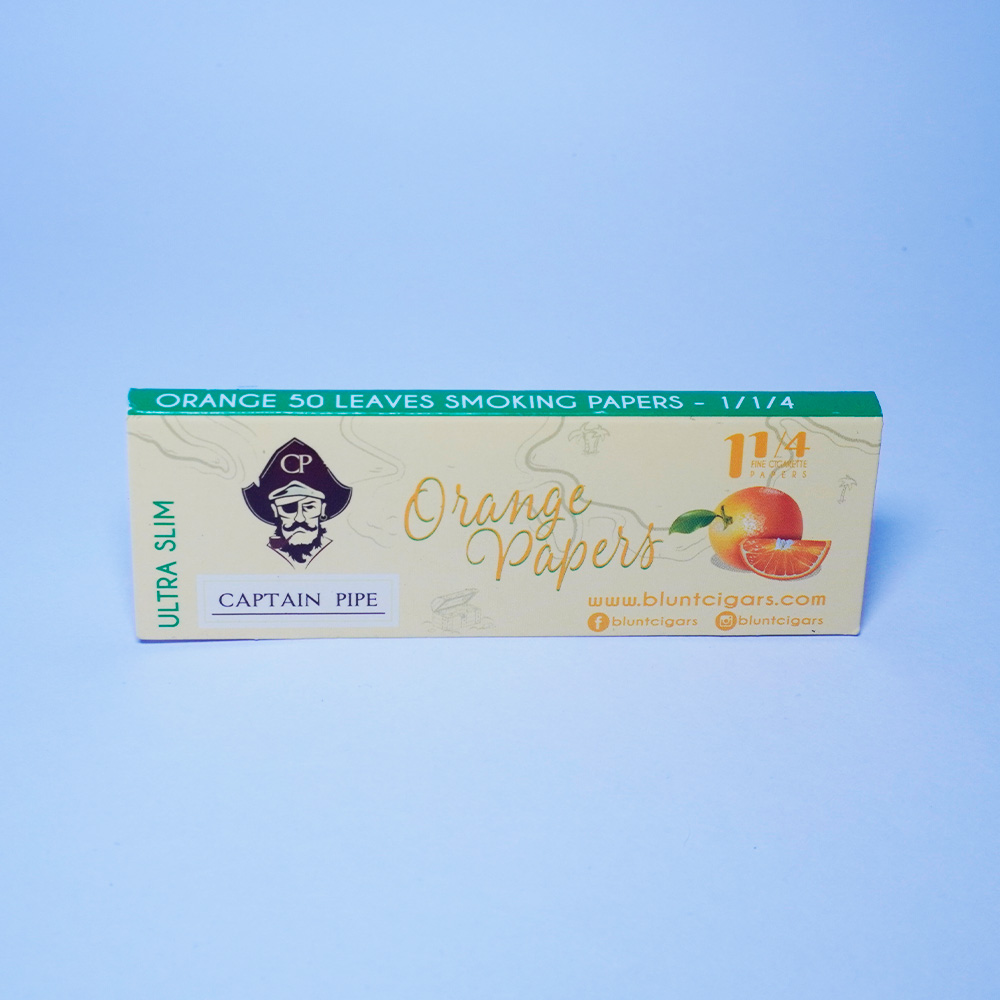 ORANGE 50 LEAVES SMOKING PAPERS - 1/1/4
ULTRA SLIM
CP
CAPTAIN PIPE
Orange
Papers
1 1/4
FINE CIGARETTE
PAPERS
www.bluntcigars.com
bluntcigars bluntcigars